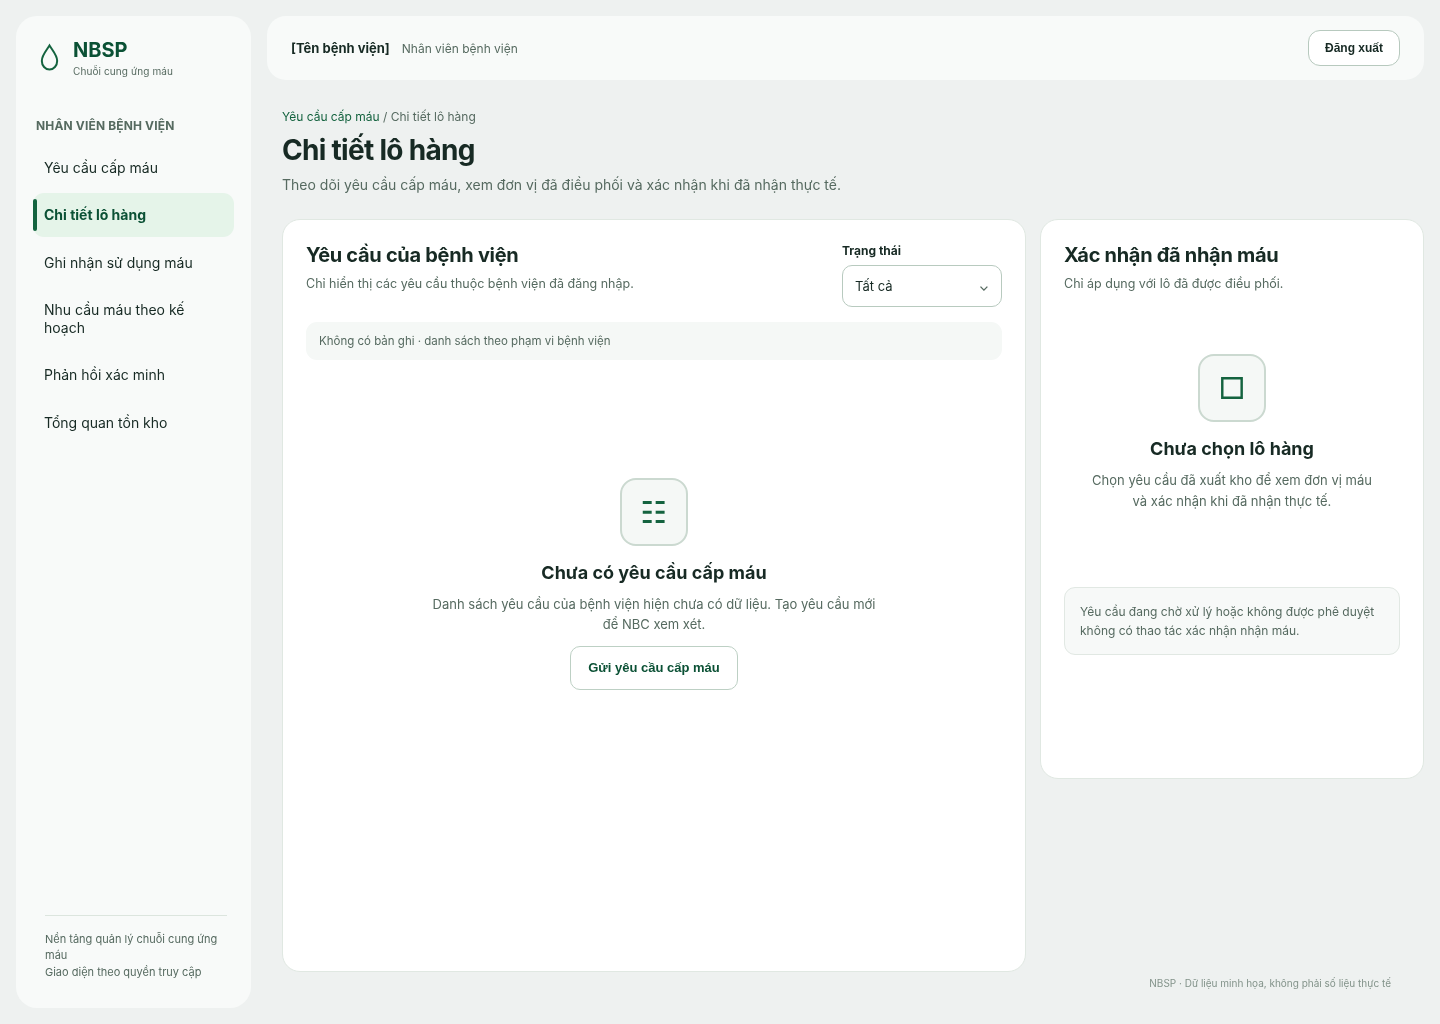 NBSP
Chuỗi cung ứng máu
NHÂN VIÊN BỆNH VIỆN
Yêu cầu cấp máu
Chi tiết lô hàng
Ghi nhận sử dụng máu
Nhu cầu máu theo kế
hoạch
Phản hồi xác minh
Tổng quan tồn kho
Nền tảng quản lý chuỗi cung ứng
máu
Giao diện theo quyền truy cập
[Tên bệnh viện] Nhân viên bệnh viện
Đăng xuất
Yêu cầu cấp máu / Chi tiết lô hàng
Chi tiết lô hàng
Theo dõi yêu cầu cấp máu, xem đơn vị đã điều phối và xác nhận khi đã nhận thực tế.
Yêu cầu của bệnh viện
Chỉ hiển thị các yêu cầu thuộc bệnh viện đã đăng nhập.
Trạng thái
Tất cả
Không có bản ghi · danh sách theo phạm vi bệnh viện
Chưa có yêu cầu cấp máu
Danh sách yêu cầu của bệnh viện hiện chưa có dữ liệu. Tạo yêu cầu mới
để NBC xem xét.
Gửi yêu cầu cấp máu
Xác nhận đã nhận máu
Chỉ áp dụng với lô đã được điều phối.
Chưa chọn lô hàng
Chọn yêu cầu đã xuất kho để xem đơn vị máu
và xác nhận khi đã nhận thực tế.
Yêu cầu đang chờ xử lý hoặc không được phê duyệt
không có thao tác xác nhận nhận máu.
NBSP · Dữ liệu minh họa, không phải số liệu thực tế